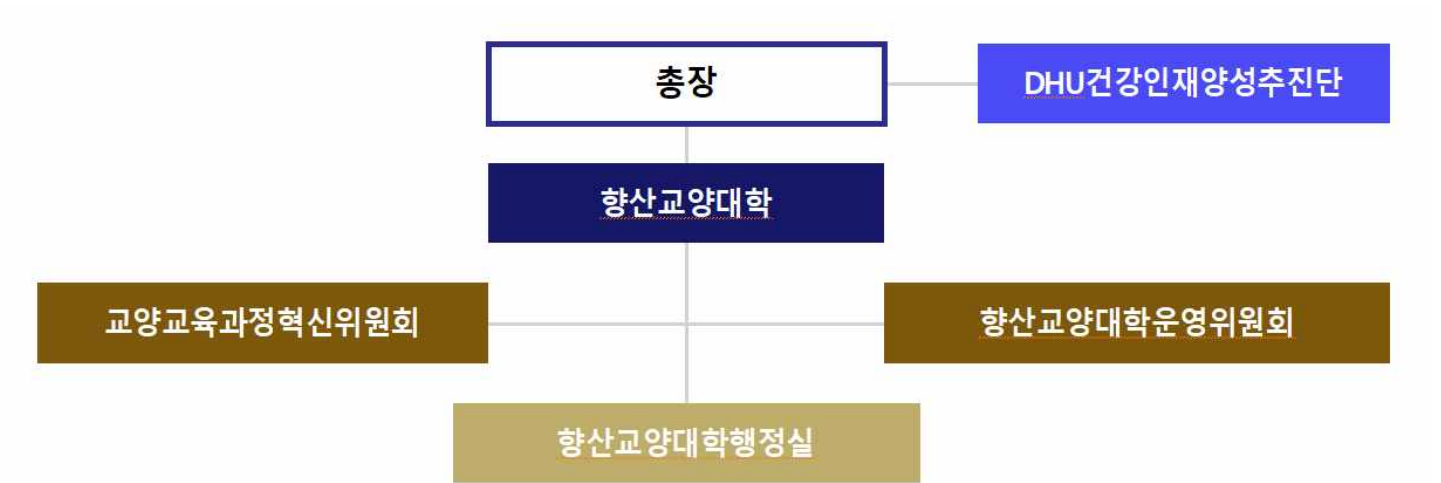 총장
DHU건강인재양성추진단
향산교양대학
교양교육과정혁신위원회
향산교양대학운영위원회
향산교양대학행정실